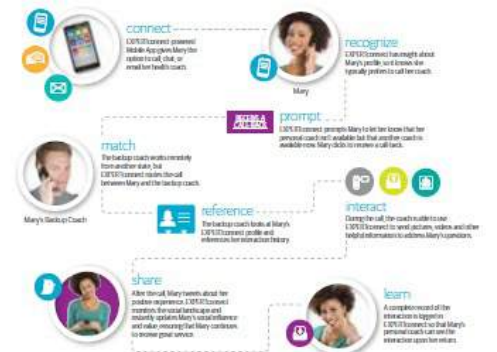 connect
EXPERTconnect-powered
Mobile App gives Mary the
option to call, chat, or
email her health coach.
recognize
EXPERTconnect has insight about
Mary's profile, so it knows she
typically prefers to call her coach.
Mary
RECEIVE A
CALL-BACK
prompt
EXPERTconnect prompts Mary to let her know that her
personal coach isn't available but that another coach is
available now. Mary clicks to receive a call-back.
match
The backup coach works remotely
from another state, but
EXPERTconnect routes the call
between Mary and the backup coach.
Mary's Backup Coach
reference
The backup coach looks at Mary's
EXPERTconnect profile and
references her interaction history.
interact
During the call, the coach is able to use
EXPERTconnect to send pictures, videos and other
helpful information to address Mary's questions.
share
After the call, Mary tweets about her
positive experience. EXPERTconnect
monitors the social landscape and
instantly updates Mary's social influence
and value, ensuring that Mary continues
to receive great service.
learn
A complete record of the
interaction is logged in
EXPERTconnect so that Mary's
personal coach can see the
interaction upon her return.